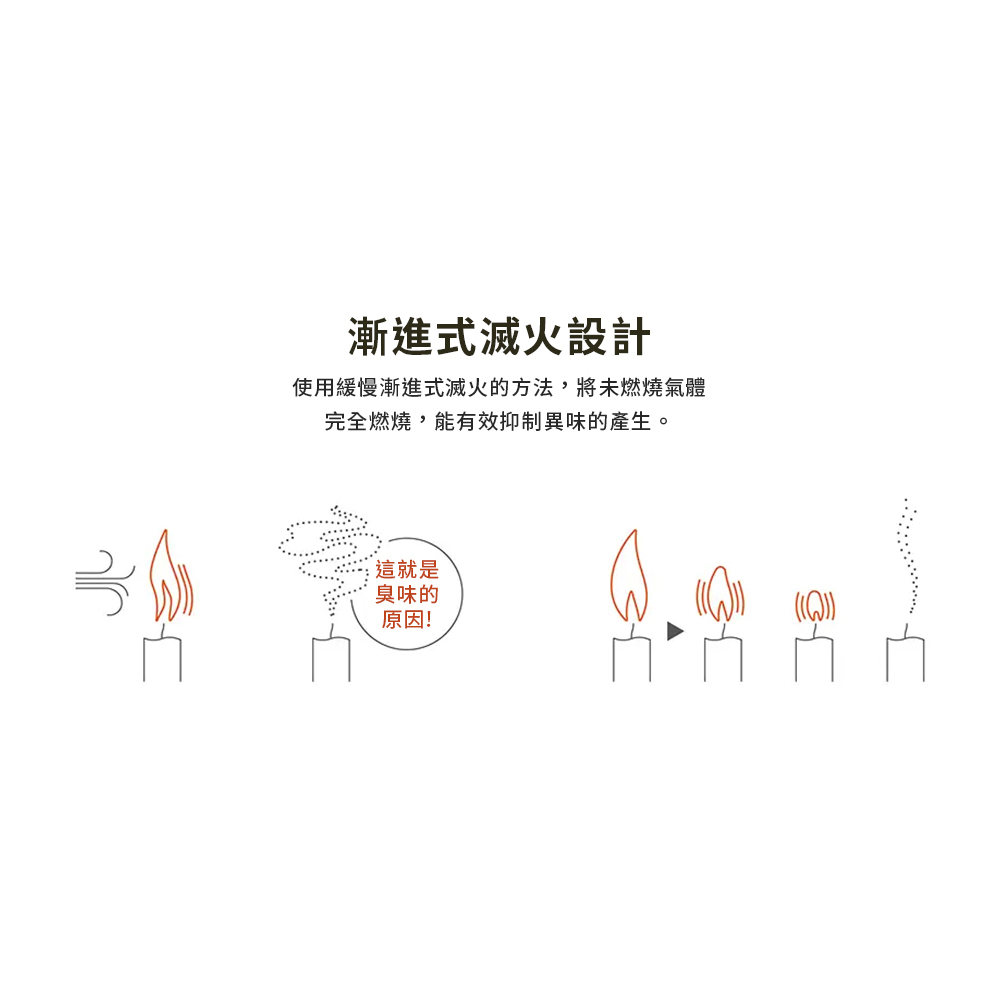 漸進式滅火設計
使用緩慢漸進式滅火的方法，將未燃燒氣體
完全燃燒，能有效抑制異味的產生。
這就是
臭味的
原因!